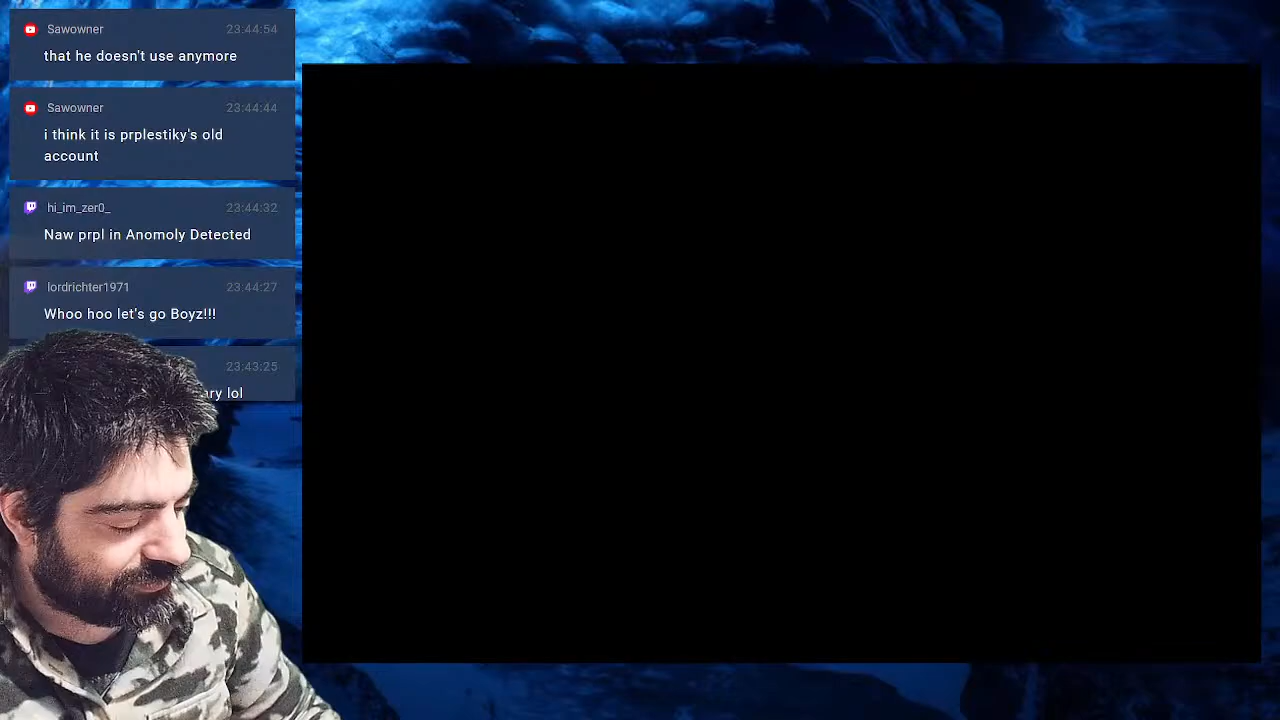 Sawowner 23:44:54
that he doesn't use anymore
Sawowner 23:44:44
i think it is prplestiky's old
account
hi_im_zer0_ 23:44:32
Naw prpl in Anomoly Detected
lordrichter1971 23:44:27
Whoo hoo let's go Boyz!!!
23:43:25
lol